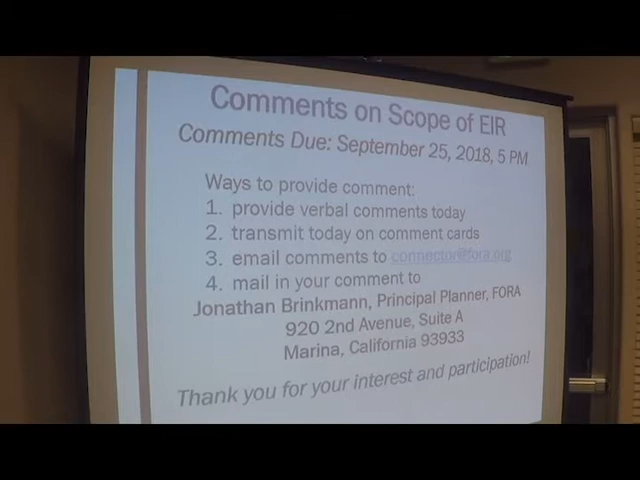 Comments on Scope of EIR
Comments Due: September 25, 2018, 5 PM
Ways to provide comment:
1. provide verbal comments today
2. transmit today on comment cards
3. email comments to connector@fora.org
4. mail in your comment to
Jonathan Brinkmann, Principal Planner, FORA
920 2nd Avenue, Suite A
Marina, California 93933
Thank you for your interest and participation!